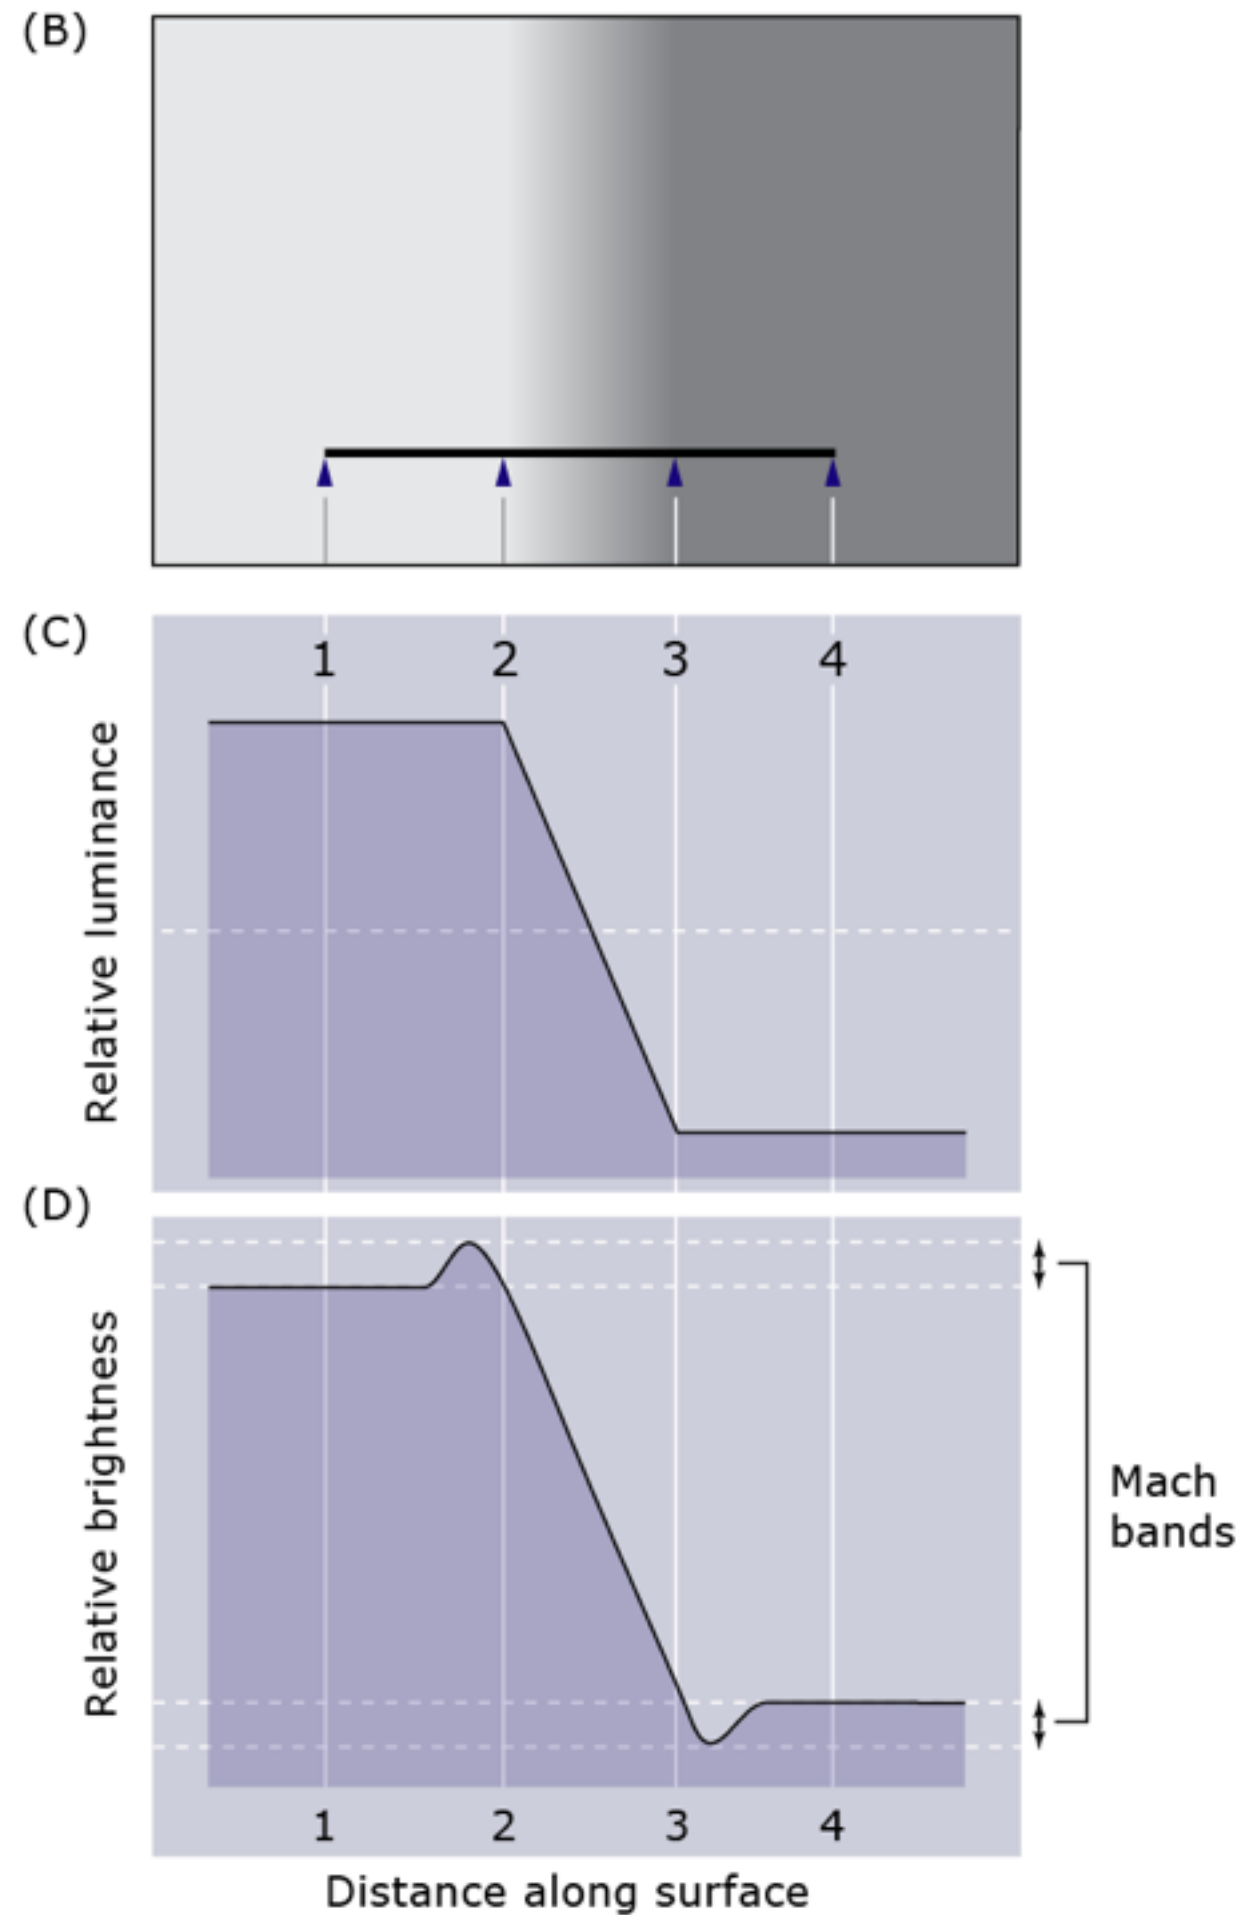 (B)
(C)
1 2 3 4
Relative luminance
(D)
Relative brightness
Mach
bands
1 2 3 4
Distance along surface